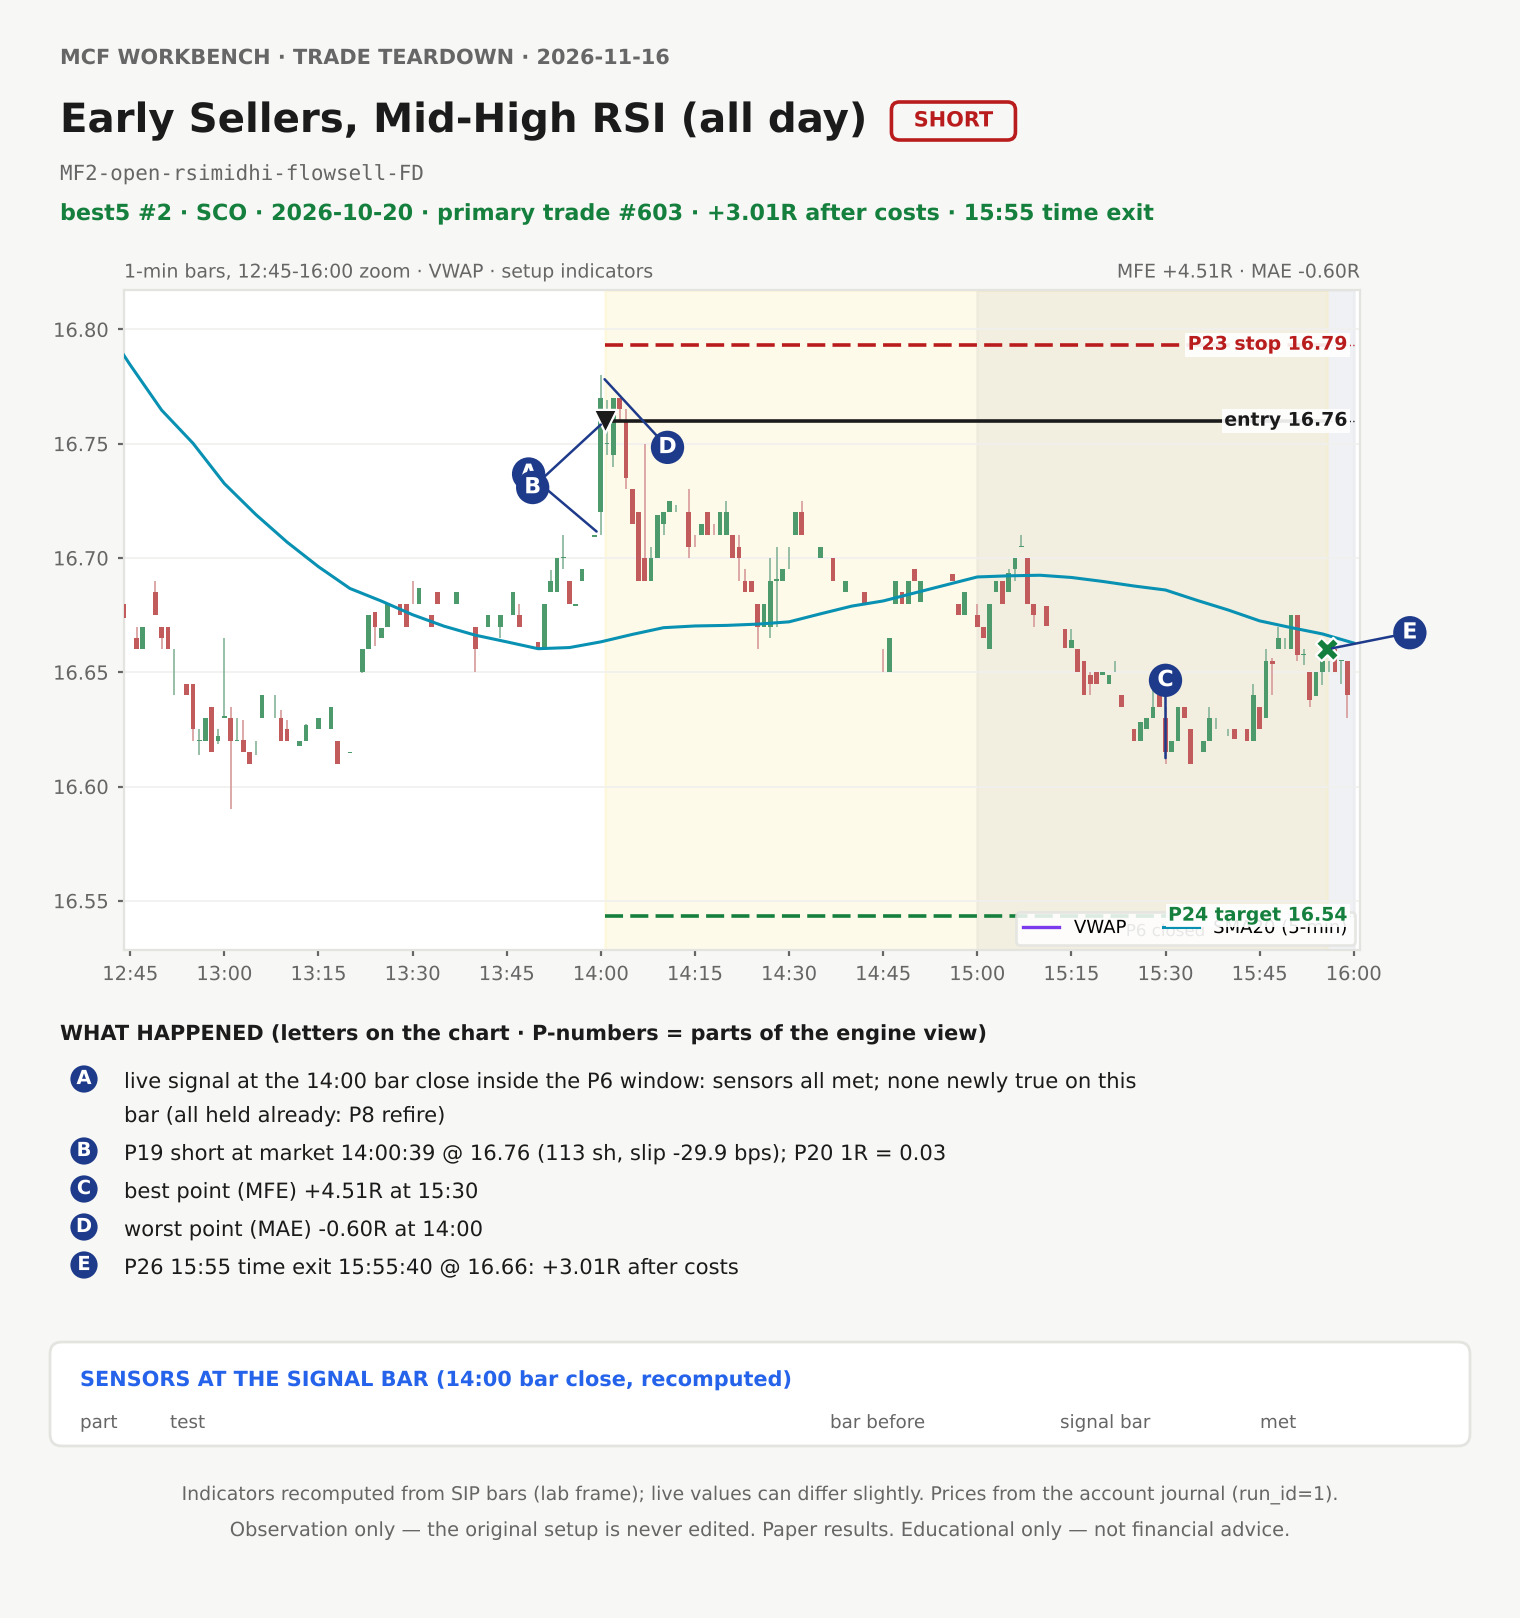 MCF WORKBENCH · TRADE TEARDOWN · 2026-11-16
Early Sellers, Mid-High RSI (all day) SHORT
MF2-open-rsimidhi-flowsell-FD
best5 #2 · SCO · 2026-10-20 · primary trade #603 · +3.01R after costs · 15:55 time exit
1-min bars, 12:45-16:00 zoom · VWAP · setup indicators MFE +4.51R · MAE -0.60R
16.80
P23 stop 16.79
entry 16.76
16.75
D
A
B
16.70
E
16.65
C
16.60
16.55
P24 target 16.54
VWAP P6 closed SMA20 (5-min)
12:45 13:00 13:15 13:30 13:45 14:00 14:15 14:30 14:45 15:00 15:15 15:30 15:45 16:00
WHAT HAPPENED (letters on the chart · P-numbers = parts of the engine view)
A live signal at the 14:00 bar close inside the P6 window: sensors all met; none newly true on this
bar (all held already: P8 refire)
B P19 short at market 14:00:39 @ 16.76 (113 sh, slip -29.9 bps); P20 1R = 0.03
C best point (MFE) +4.51R at 15:30
D worst point (MAE) -0.60R at 14:00
E P26 15:55 time exit 15:55:40 @ 16.66: +3.01R after costs
SENSORS AT THE SIGNAL BAR (14:00 bar close, recomputed)
part test bar before signal bar met
Indicators recomputed from SIP bars (lab frame); live values can differ slightly. Prices from the account journal (run_id=1).
Observation only — the original setup is never edited. Paper results. Educational only — not financial advice.